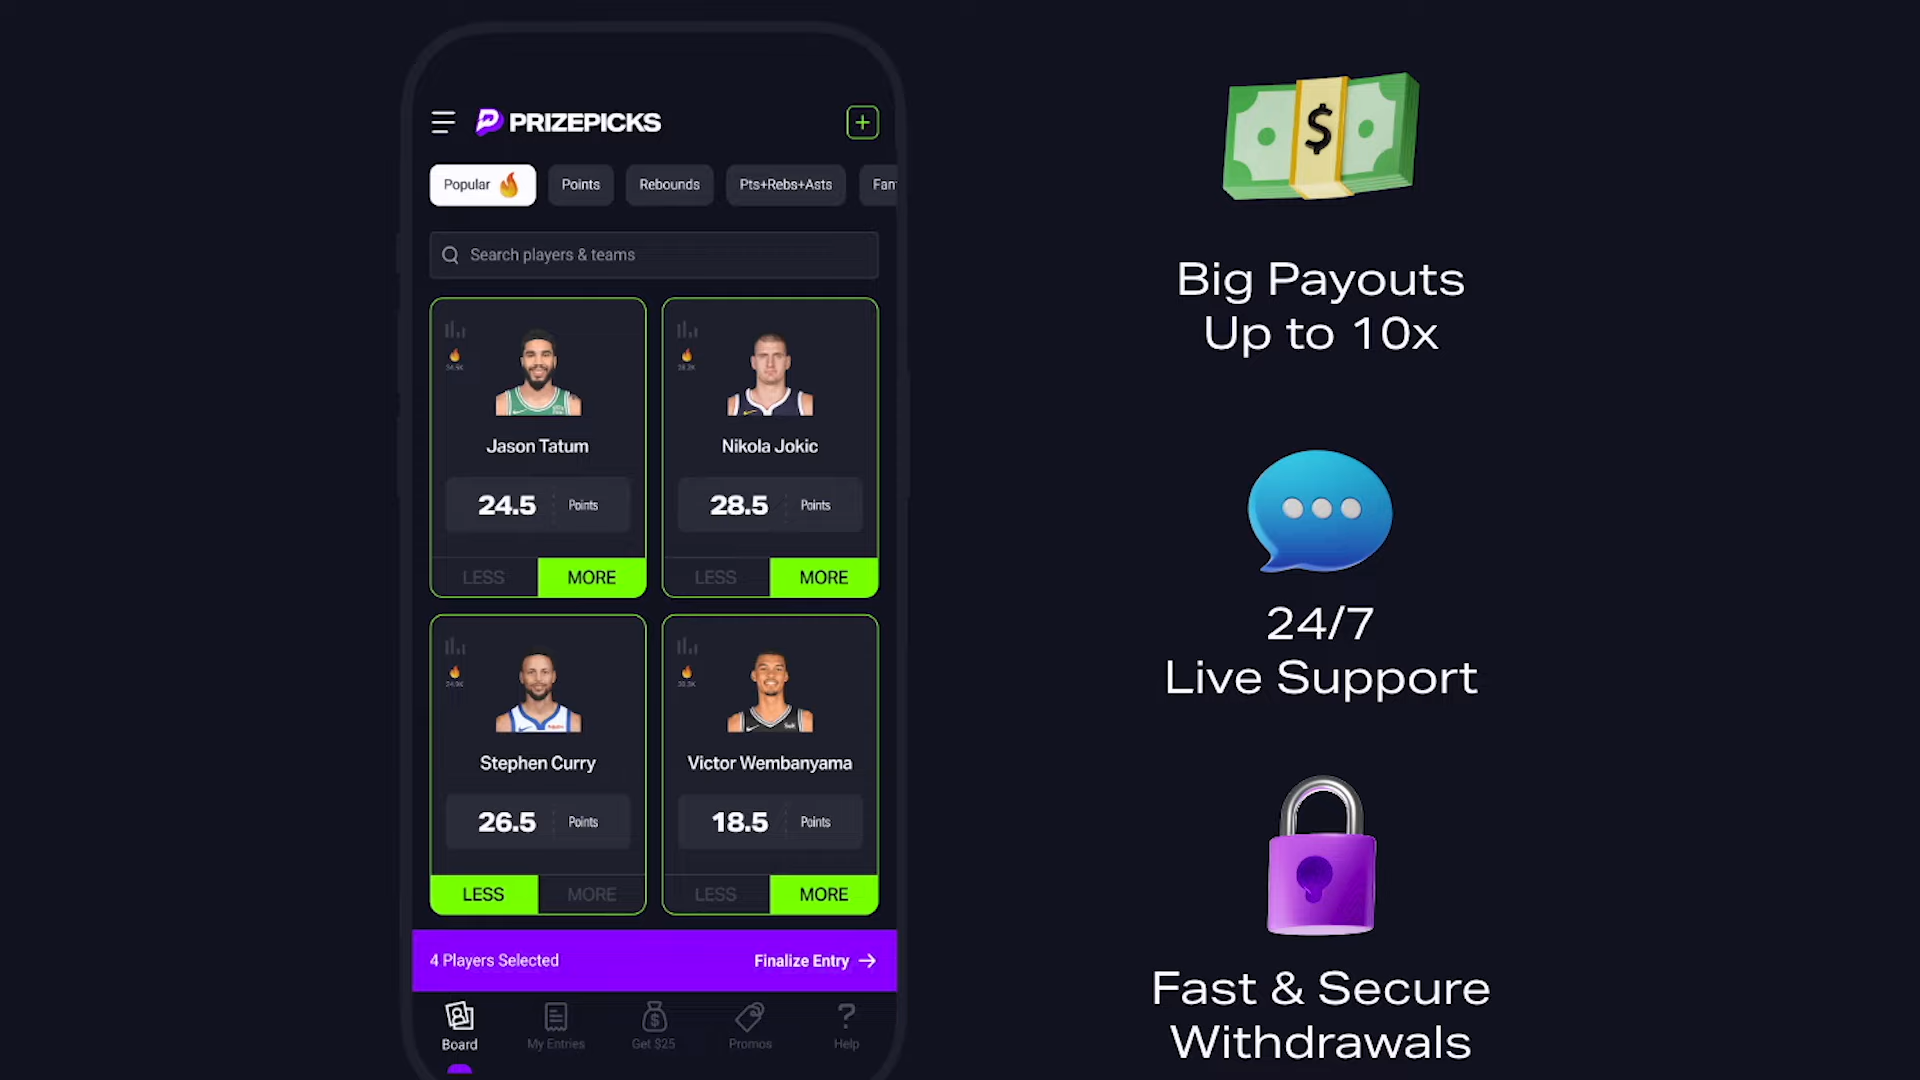 PRIZEPICKS
Popular
Points
Rebounds
Pts+Rebs+Asts
Fan
Search players & teams
Jason Tatum
24.5 Points
LESS MORE
Nikola Jokic
28.5 Points
LESS MORE
Stephen Curry
26.5 Points
LESS MORE
Victor Wembanyama
18.5 Points
LESS MORE
4 Players Selected
Finalize Entry
Board
My Entries
Get $25
Promos
Help
Big Payouts
Up to 10x
24/7
Live Support
Fast & Secure
Withdrawals